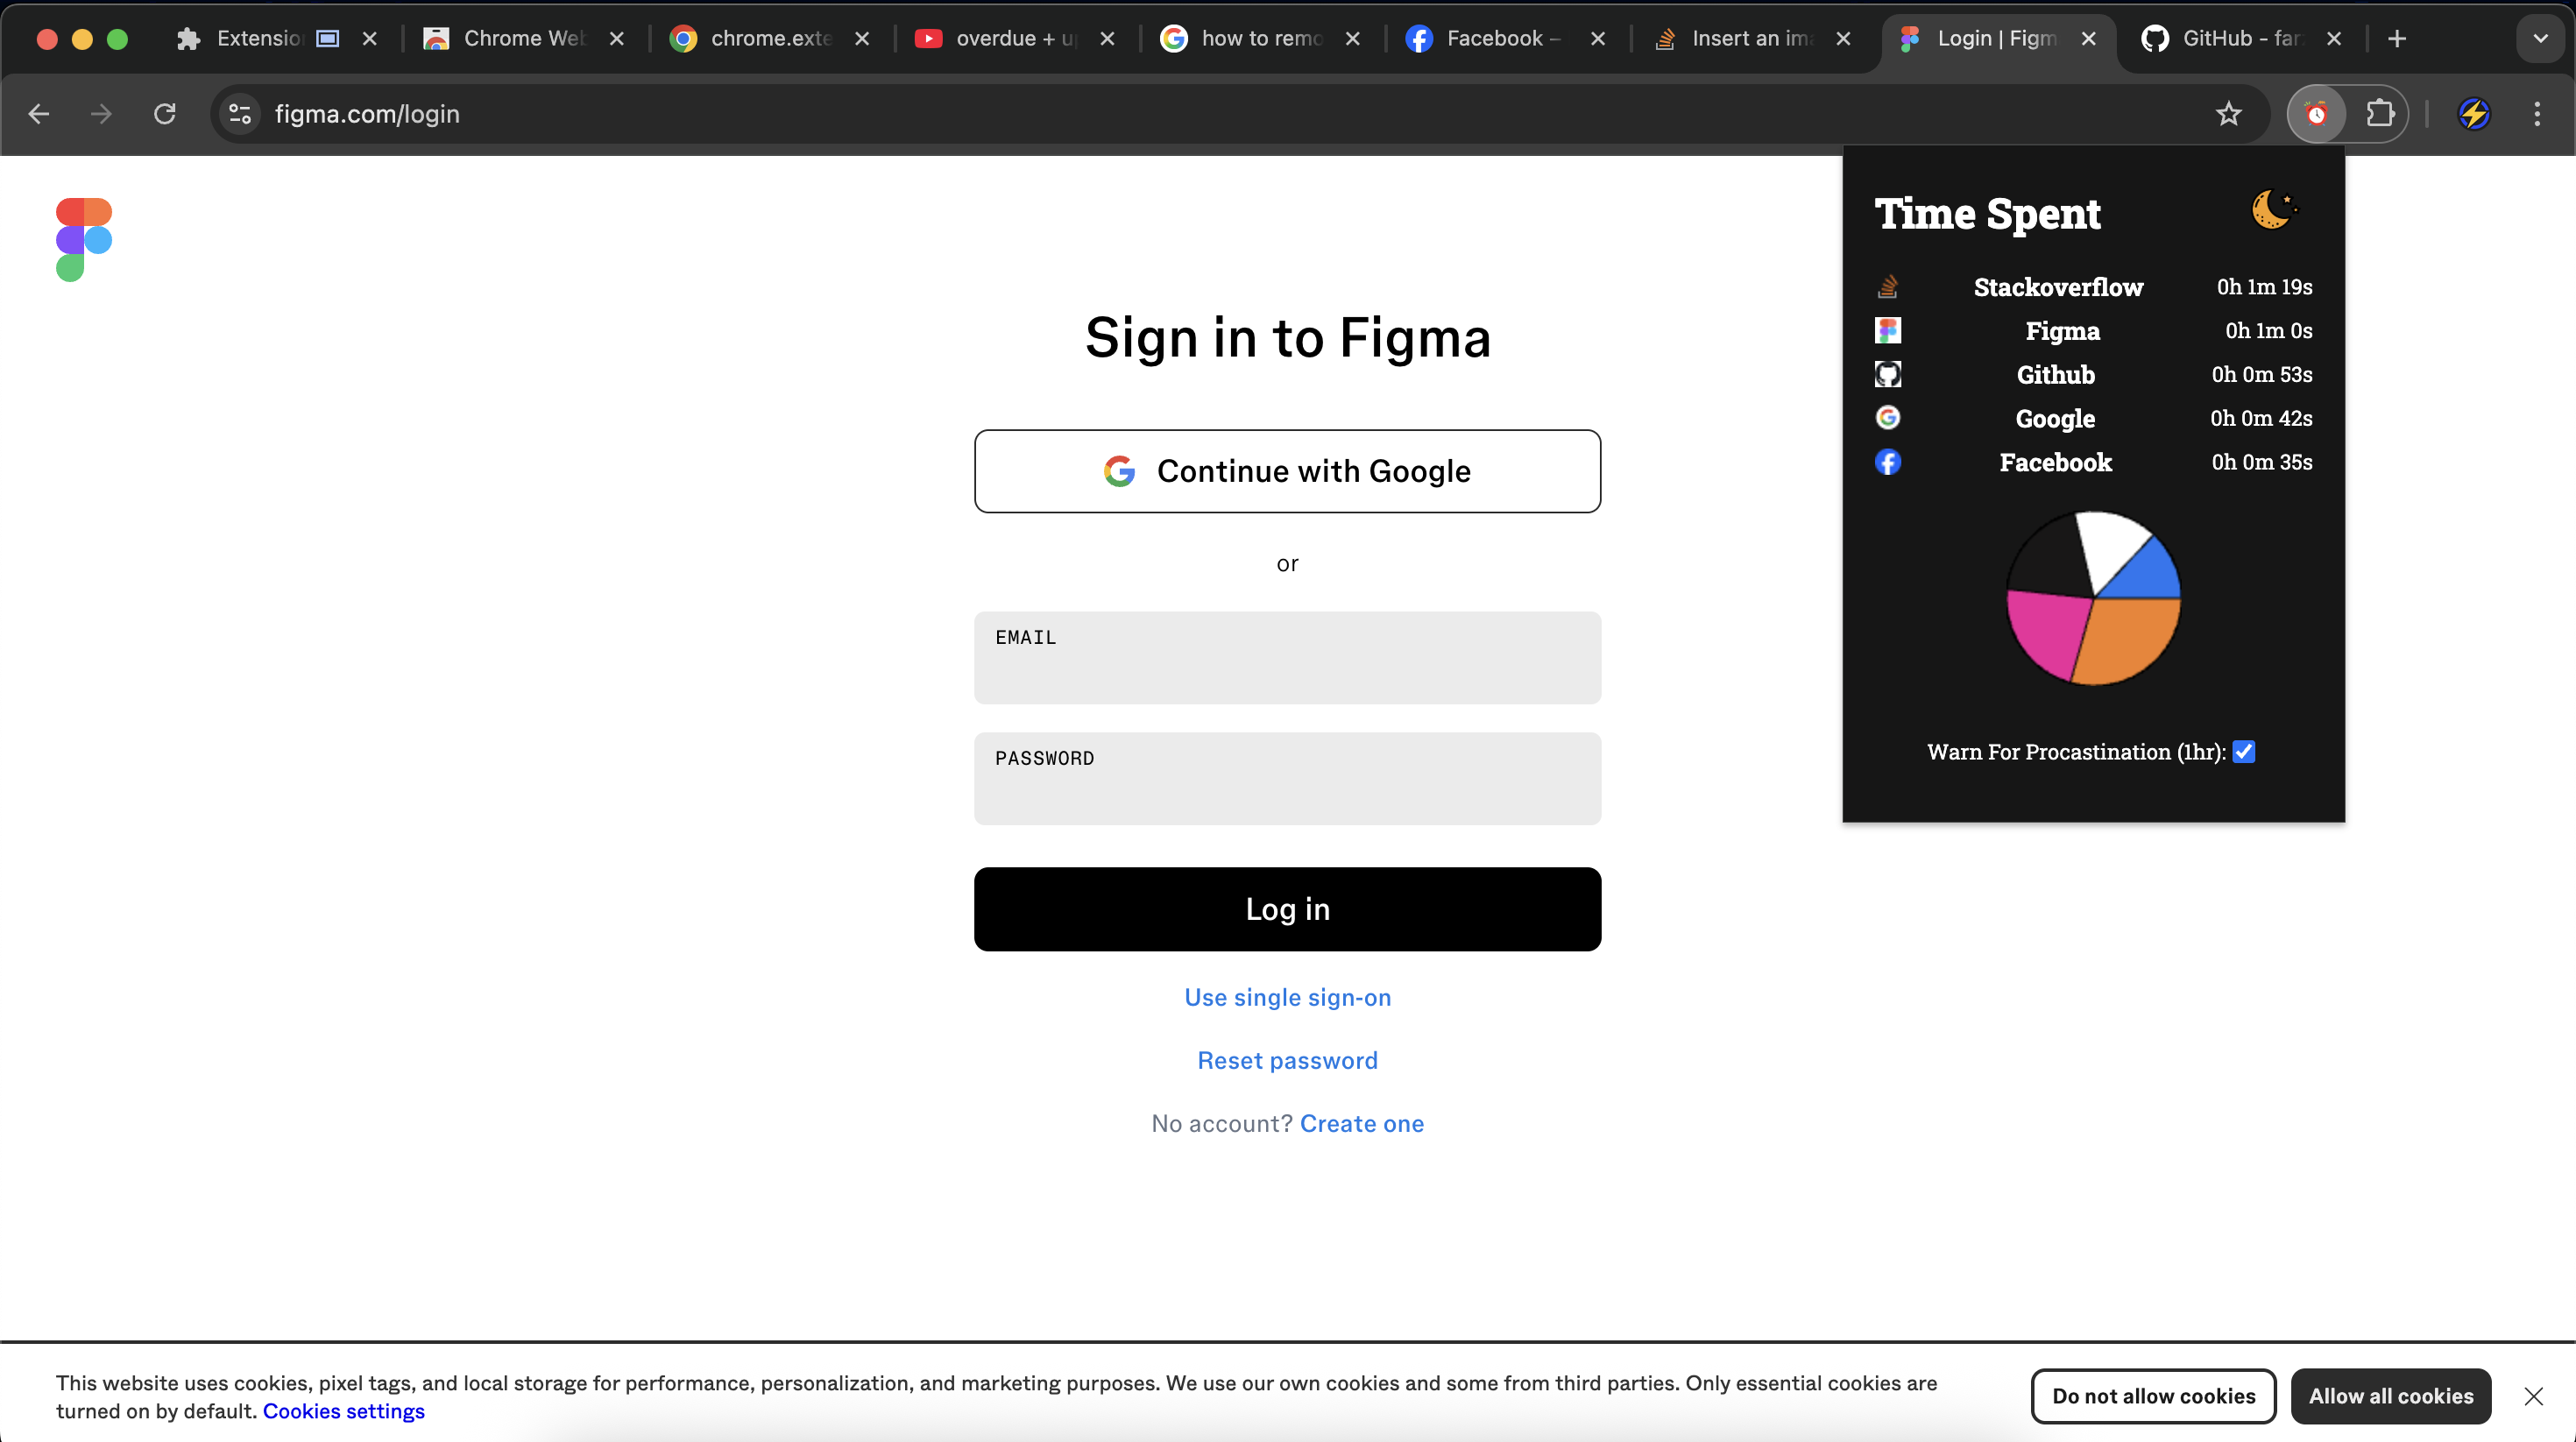 Extensio
Chrome Web
chrome.exte
overdue + u
how to remo
Facebook –
Insert an ima
Login | Figm
GitHub - far
figma.com/login
Sign in to Figma
Continue with Google
or
EMAIL
PASSWORD
Log in
Use single sign-on
Reset password
No account? Create one
Time Spent
Stackoverflow 0h 1m 19s
Figma 0h 1m 0s
Github 0h 0m 53s
Google 0h 0m 42s
Facebook 0h 0m 35s
Warn For Procastination (1hr):
This website uses cookies, pixel tags, and local storage for performance, personalization, and marketing purposes. We use our own cookies and some from third parties. Only essential cookies are
turned on by default. Cookies settings
Do not allow cookies
Allow all cookies